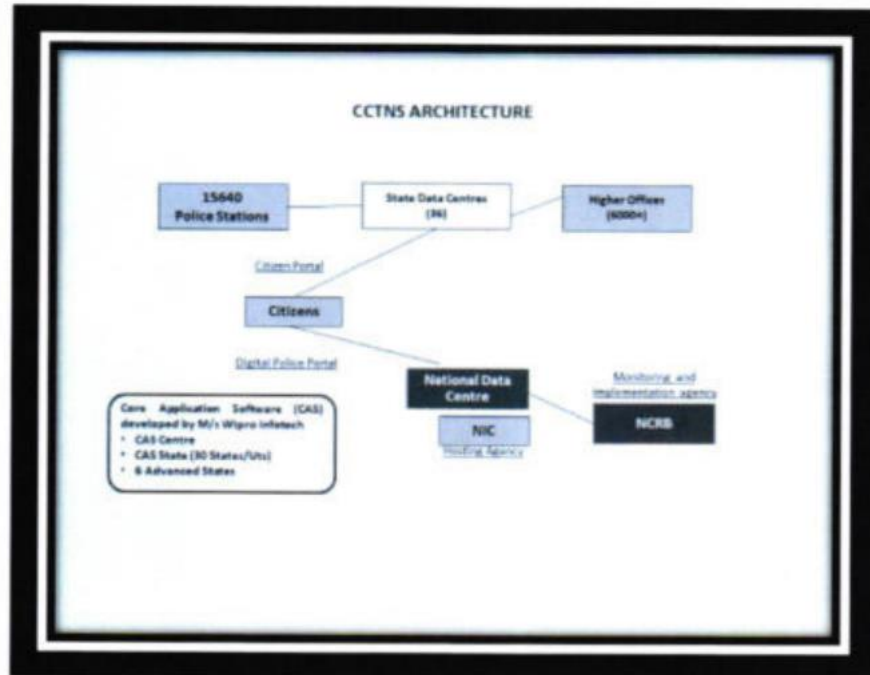 CCTNS ARCHITECTURE
15640
Police Stations
State Data Centres
(36)
Higher Offices
(6000+)
Citizen Portal
Citizens
Digital Police Portal
National Data
Centre
NIC
Hosting Agency
Monitoring and
implementation agency
NCRB
Core Application Software (CAS)
developed by M/s Wipro Infotech
• CAS Centre
• CAS State (30 States/Uts)
• 6 Advanced States